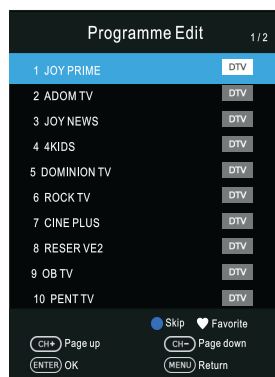 Programme Edit 1/2
1 JOY PRIME DTV
2 ADOM TV DTV
3 JOY NEWS DTV
4 4KIDS DTV
5 DOMINION TV DTV
6 ROCK TV DTV
7 CINE PLUS DTV
8 RESER VE2 DTV
9 OB TV DTV
10 PENT TV DTV
Skip Favorite
CH+ Page up CH- Page down
ENTER OK MENU Return